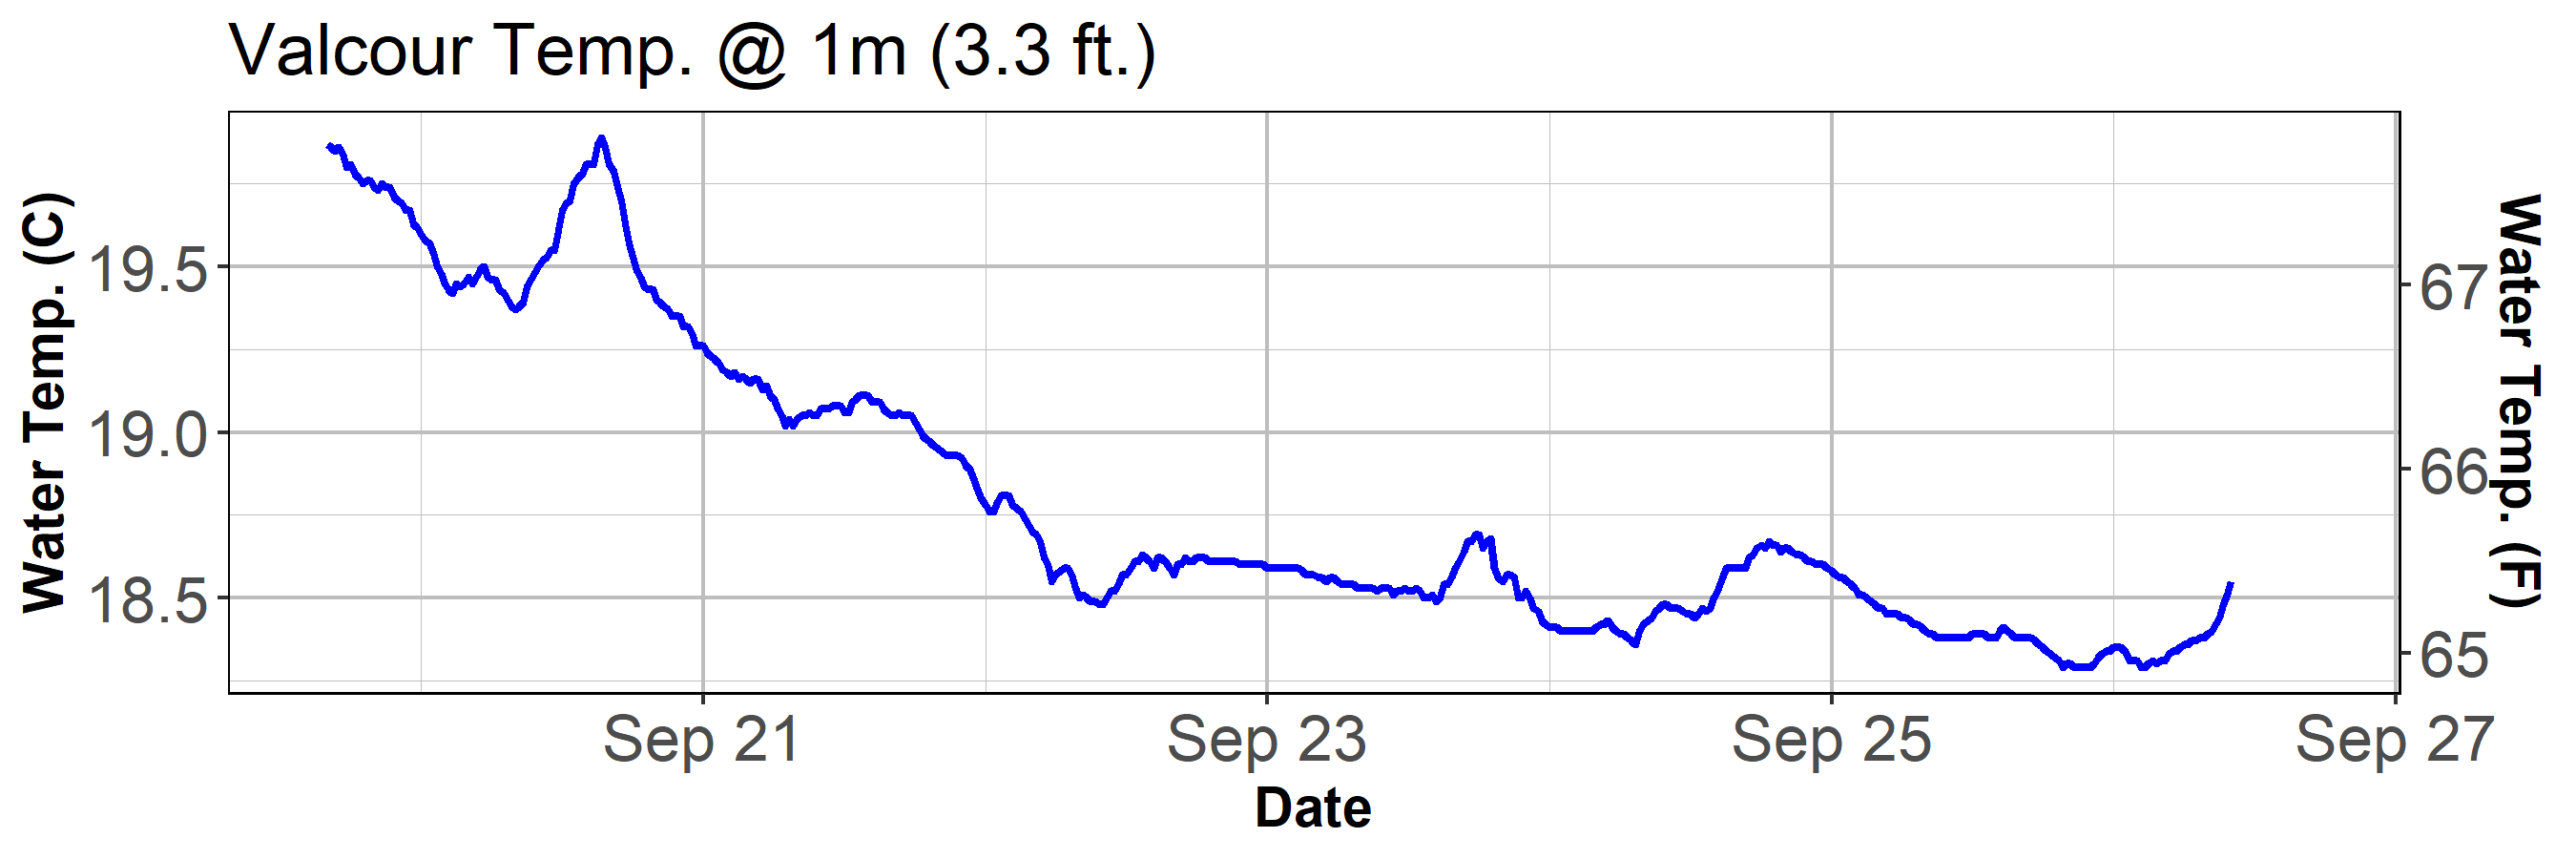 Valcour Temp. @ 1m (3.3 ft.)
Water Temp. (C)
19.5
19.0
18.5
67
66
65
Water Temp. (F)
Sep 21
Sep 23
Sep 25
Sep 27
Date